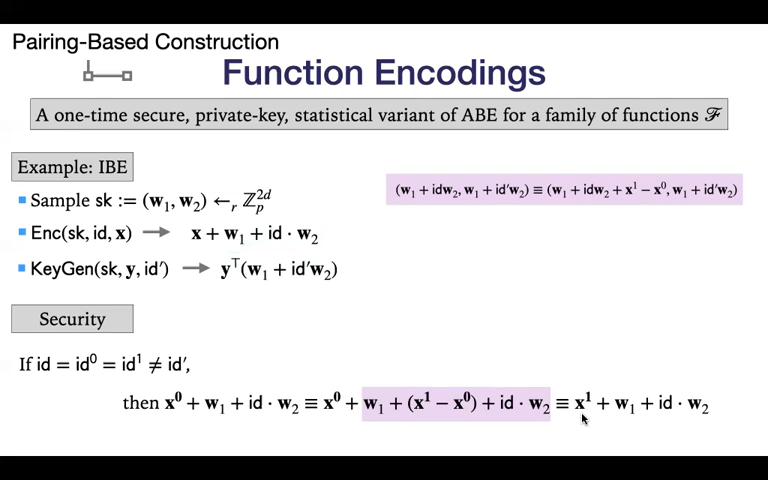 Pairing-Based Construction
Function Encodings
A one-time secure, private-key, statistical variant of ABE for a family of functions ℱ
Example: IBE
(w₁ + idw₂, w₁ + id′w₂) ≡ (w₁ + idw₂ + x¹ − x⁰, w₁ + id′w₂)
Sample sk := (w₁, w₂) ←ᵣ ℤₚ²ᵈ
Enc(sk, id, x) → x + w₁ + id · w₂
KeyGen(sk, y, id′) → yᵀ(w₁ + id′w₂)
Security
If id = id⁰ = id¹ ≠ id′,
then x⁰ + w₁ + id · w₂ ≡ x⁰ + w₁ + (x¹ − x⁰) + id · w₂ ≡ x¹ + w₁ + id · w₂